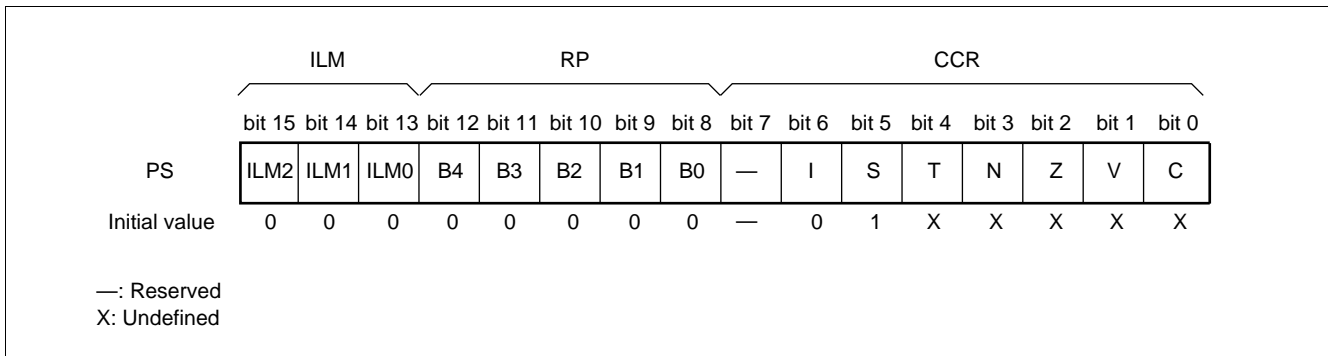 ILM RP CCR
bit 15 bit 14 bit 13 bit 12 bit 11 bit 10 bit 9 bit 8 bit 7 bit 6 bit 5 bit 4 bit 3 bit 2 bit 1 bit 0
PS ILM2 ILM1 ILM0 B4 B3 B2 B1 B0 — I S T N Z V C
Initial value 0 0 0 0 0 0 0 0 — 0 1 X X X X X
—: Reserved
X: Undefined